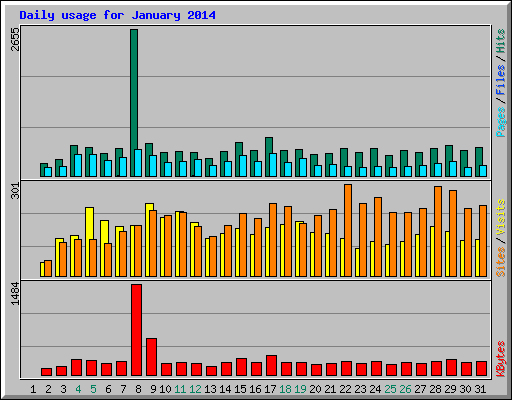 Daily usage for January 2014
2655
Pages / Files / Hits
301
Sites / Visits
1484
KBytes
1 2 3 4 5 6 7 8 9 10 11 12 13 14 15 16 17 18 19 20 21 22 23 24 25 26 27 28 29 30 31